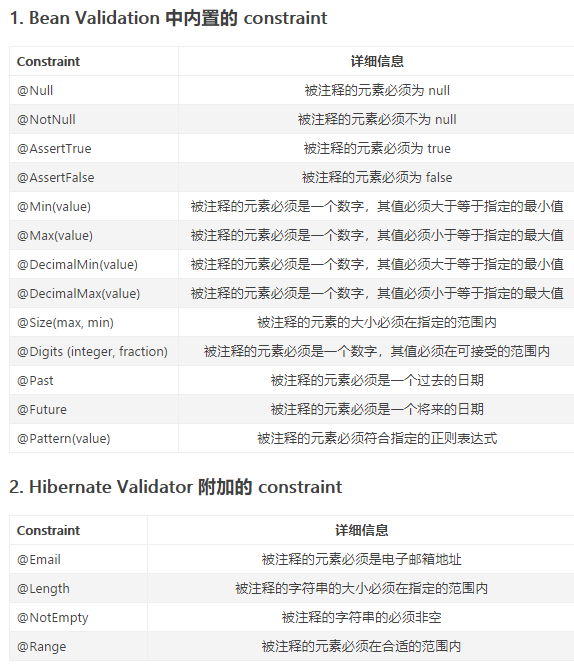 1. Bean Validation 中内置的 constraint
Constraint 详细信息
@Null 被注释的元素必须为 null
@NotNull 被注释的元素必须不为 null
@AssertTrue 被注释的元素必须为 true
@AssertFalse 被注释的元素必须为 false
@Min(value) 被注释的元素必须是一个数字，其值必须大于等于指定的最小值
@Max(value) 被注释的元素必须是一个数字，其值必须小于等于指定的最大值
@DecimalMin(value) 被注释的元素必须是一个数字，其值必须大于等于指定的最小值
@DecimalMax(value) 被注释的元素必须是一个数字，其值必须小于等于指定的最大值
@Size(max, min) 被注释的元素的大小必须在指定的范围内
@Digits (integer, fraction) 被注释的元素必须是一个数字，其值必须在可接受的范围内
@Past 被注释的元素必须是一个过去的日期
@Future 被注释的元素必须是一个将来的日期
@Pattern(value) 被注释的元素必须符合指定的正则表达式
2. Hibernate Validator 附加的 constraint
Constraint 详细信息
@Email 被注释的元素必须是电子邮箱地址
@Length 被注释的字符串的大小必须在指定的范围内
@NotEmpty 被注释的字符串的必须非空
@Range 被注释的元素必须在合适的范围内